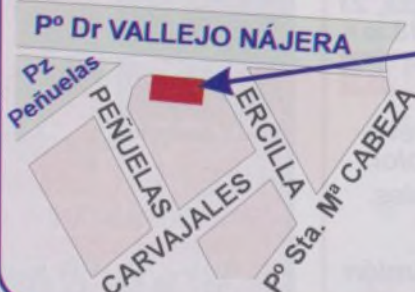 Pº Dr VALLEJO NÁJERA
Pz
Peñuelas
PEÑUELAS
ERCILLA
CARVAJALES
Pº Sta. Mª CABEZA